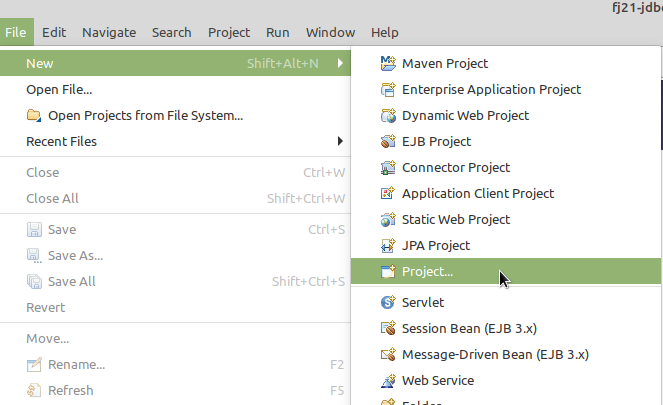 fj21-jdbc
File Edit Navigate Search Project Run Window Help
New Shift+Alt+N
Open File...
Open Projects from File System...
Recent Files
Close Ctrl+W
Close All Shift+Ctrl+W
Save Ctrl+S
Save As...
Save All Shift+Ctrl+S
Revert
Move...
Rename... F2
Refresh F5
Maven Project
Enterprise Application Project
Dynamic Web Project
EJB Project
Connector Project
Application Client Project
Static Web Project
JPA Project
Project...
Servlet
Session Bean (EJB 3.x)
Message-Driven Bean (EJB 3.x)
Web Service